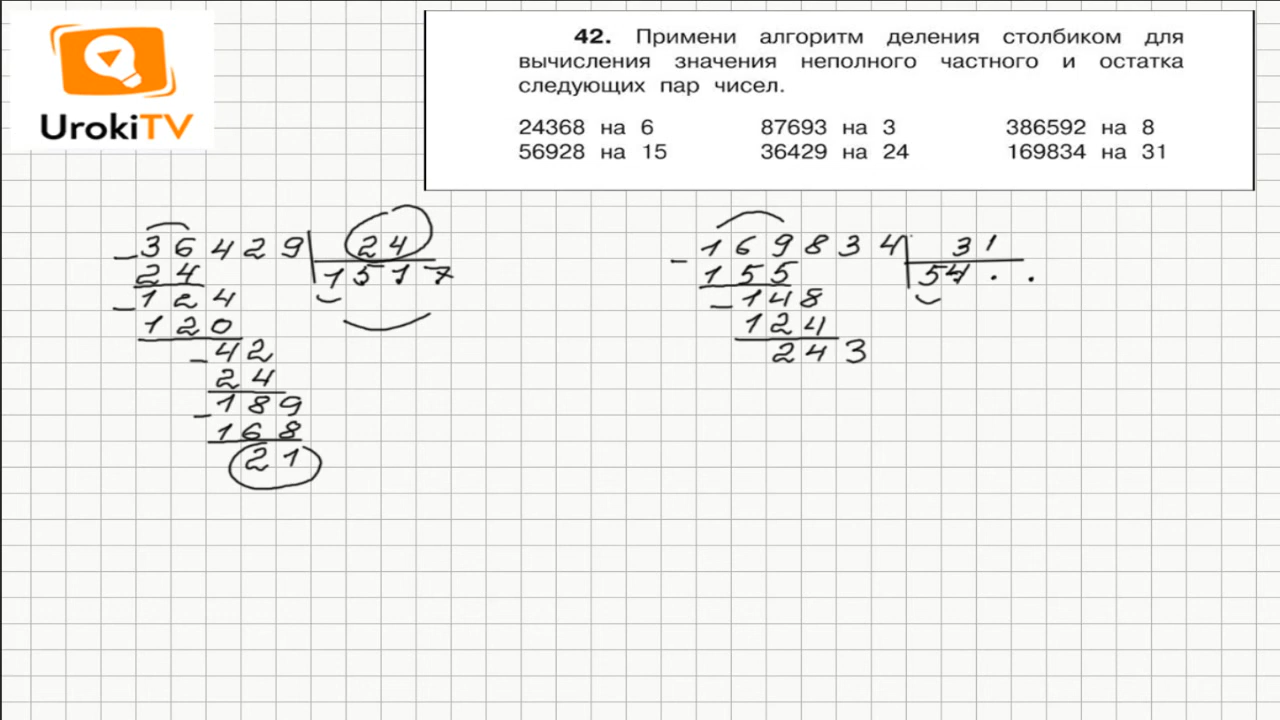 UrokiTV
42. Примени алгоритм деления столбиком для
вычисления значения неполного частного и остатка
следующих пар чисел.
24368 на 6 87693 на 3 386592 на 8
56928 на 15 36429 на 24 169834 на 31
- 36429 | 24
24 1517
- 124
120
- 42
24
- 189
168
21
- 169834 | 31
155 54 . .
- 148
124
243